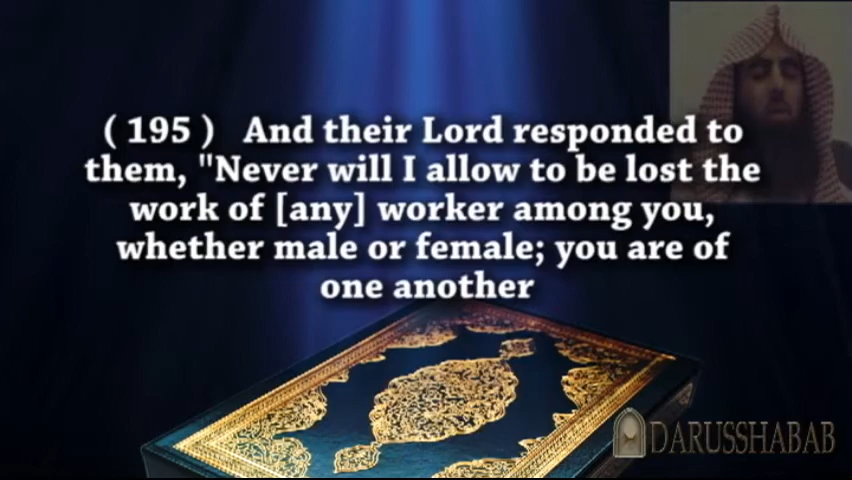 ( 195 ) And their Lord responded to
them, "Never will I allow to be lost the
work of [any] worker among you,
whether male or female; you are of
one another
DARUSSHABAB